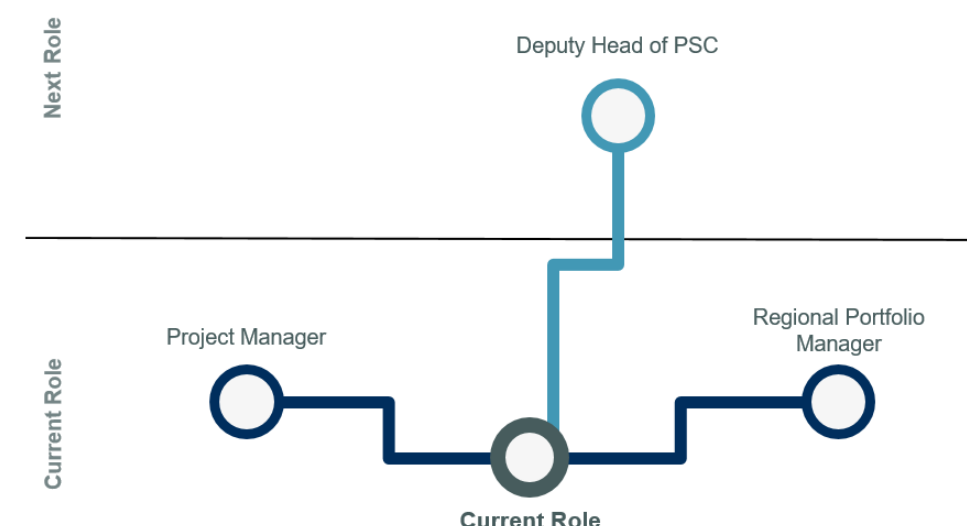 Next Role
Deputy Head of PSC
Project Manager
Regional Portfolio
Manager
Current Role
Current Role